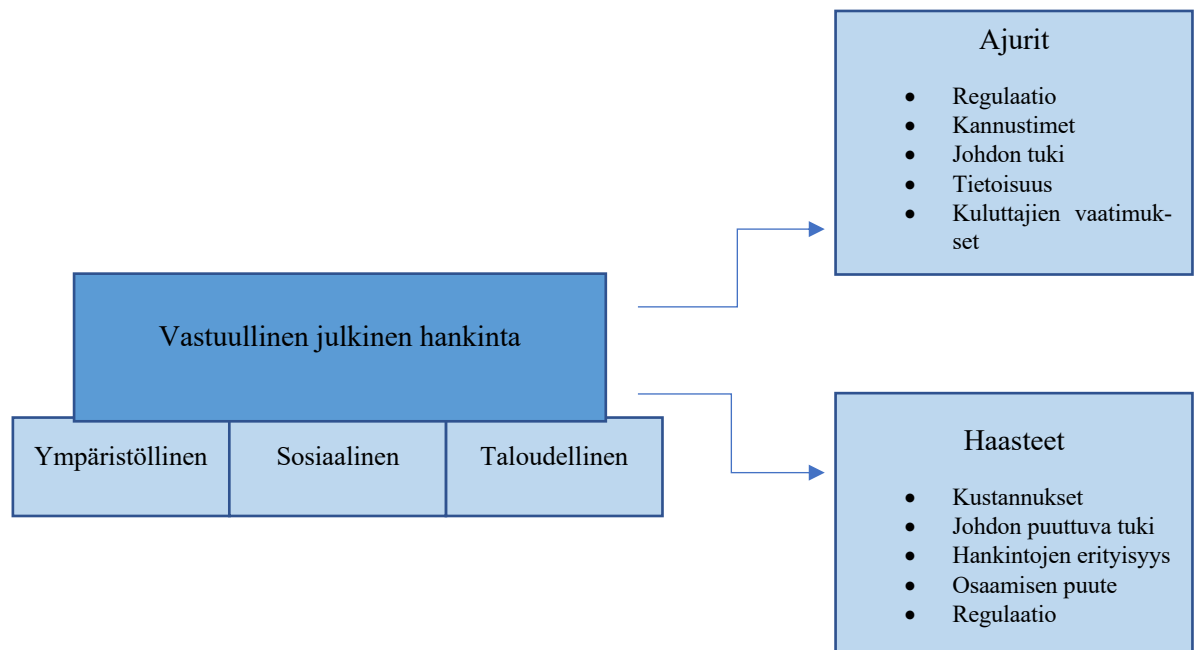 Ajurit
• Regulaatio
• Kannustimet
• Johdon tuki
• Tietoisuus
• Kuluttajien vaatimuk-
set
Vastuullinen julkinen hankinta
Ympäristöllinen
Sosiaalinen
Taloudellinen
Haasteet
• Kustannukset
• Johdon puuttuva tuki
• Hankintojen erityisyys
• Osaamisen puute
• Regulaatio